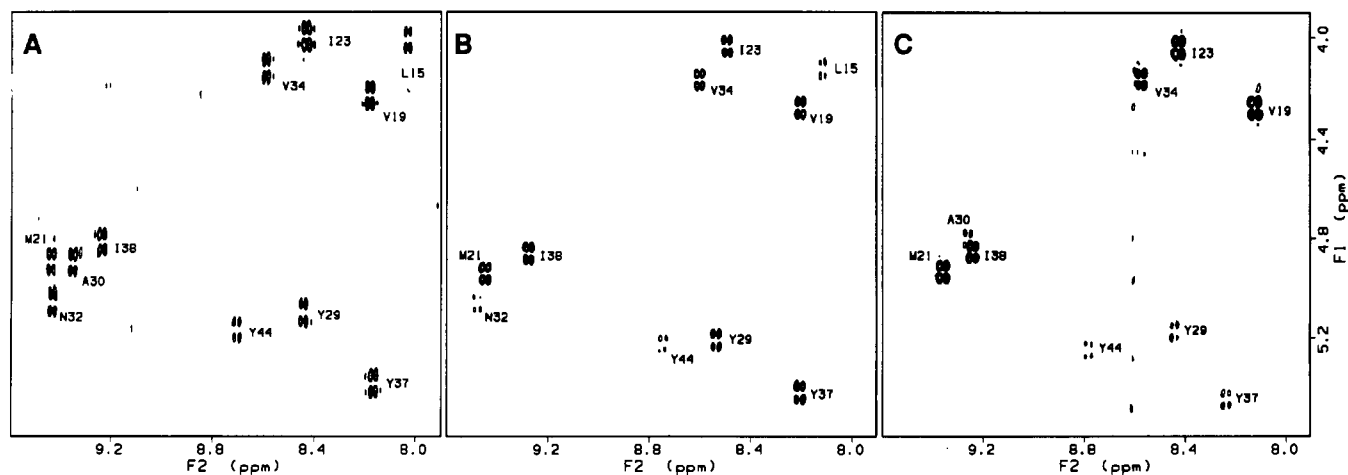 A
I23
V34
L15
V19
M21
I38
A30
N32
Y44
Y29
Y37
9.2
8.8
8.4
8.0
F2 (ppm)
B
I23
V34
L15
V19
M21
I38
N32
Y44
Y29
Y37
9.2
8.8
8.4
8.0
F2 (ppm)
C
I23
V34
V19
A30
M21
I38
Y44
Y29
Y37
9.2
8.8
8.4
8.0
F2 (ppm)
4.0
4.4
4.8
5.2
F1 (ppm)